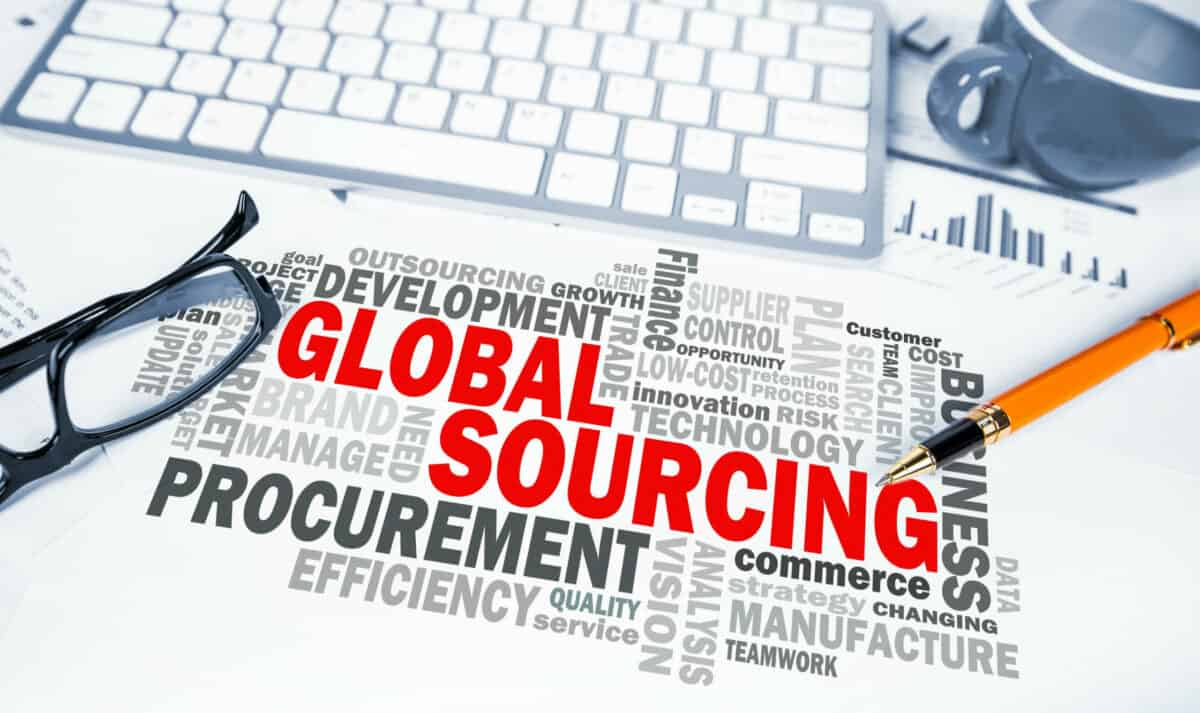 goal
PROJECT
OUTSOURCING
DEVELOPMENT
GROWTH
sale
CLIENT
Finance
SUPPLIER
CONTROL
OPPORTUNITY
PLAN
Customer
TEAM
COST
plan
UPDATE
SALE
MARKET
GLOBAL
TRADE
LOW-COST
retention
PROCESS
SEARCH
CLIENT
BUSINESS
BRAND
NEED
innovation
RISK
TECHNOLOGY
MANAGE
SOURCING
PROCUREMENT
commerce
EFFICIENCY
QUALITY
service
VISION
ANALYSIS
strategy
CHANGING
DATA
MANUFACTURE
TEAMWORK